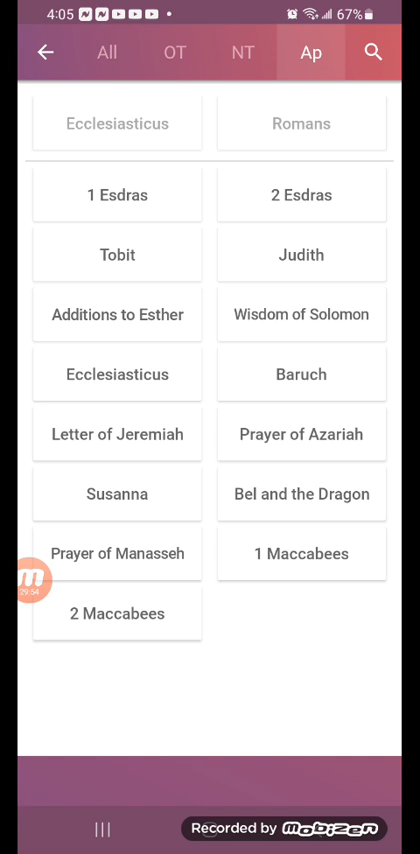 4:05 67%
All OT NT Ap
Ecclesiasticus Romans
1 Esdras 2 Esdras
Tobit Judith
Additions to Esther Wisdom of Solomon
Ecclesiasticus Baruch
Letter of Jeremiah Prayer of Azariah
Susanna Bel and the Dragon
Prayer of Manasseh 1 Maccabees
m
29:54
2 Maccabees
Recorded by mobizen